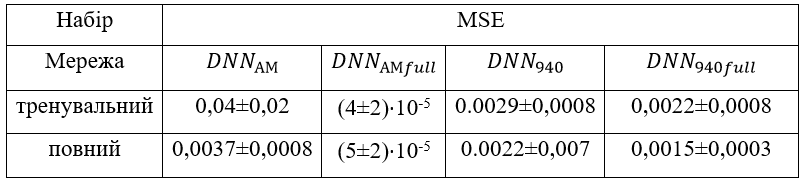 Набір MSE
Мережа DNN_AM DNN_AMfull DNN_940 DNN_940full
тренувальний 0,04±0,02 (4±2)·10⁻⁵ 0.0029±0,0008 0,0022±0,0008
повний 0,0037±0,0008 (5±2)·10⁻⁵ 0.0022±0,007 0,0015±0,0003